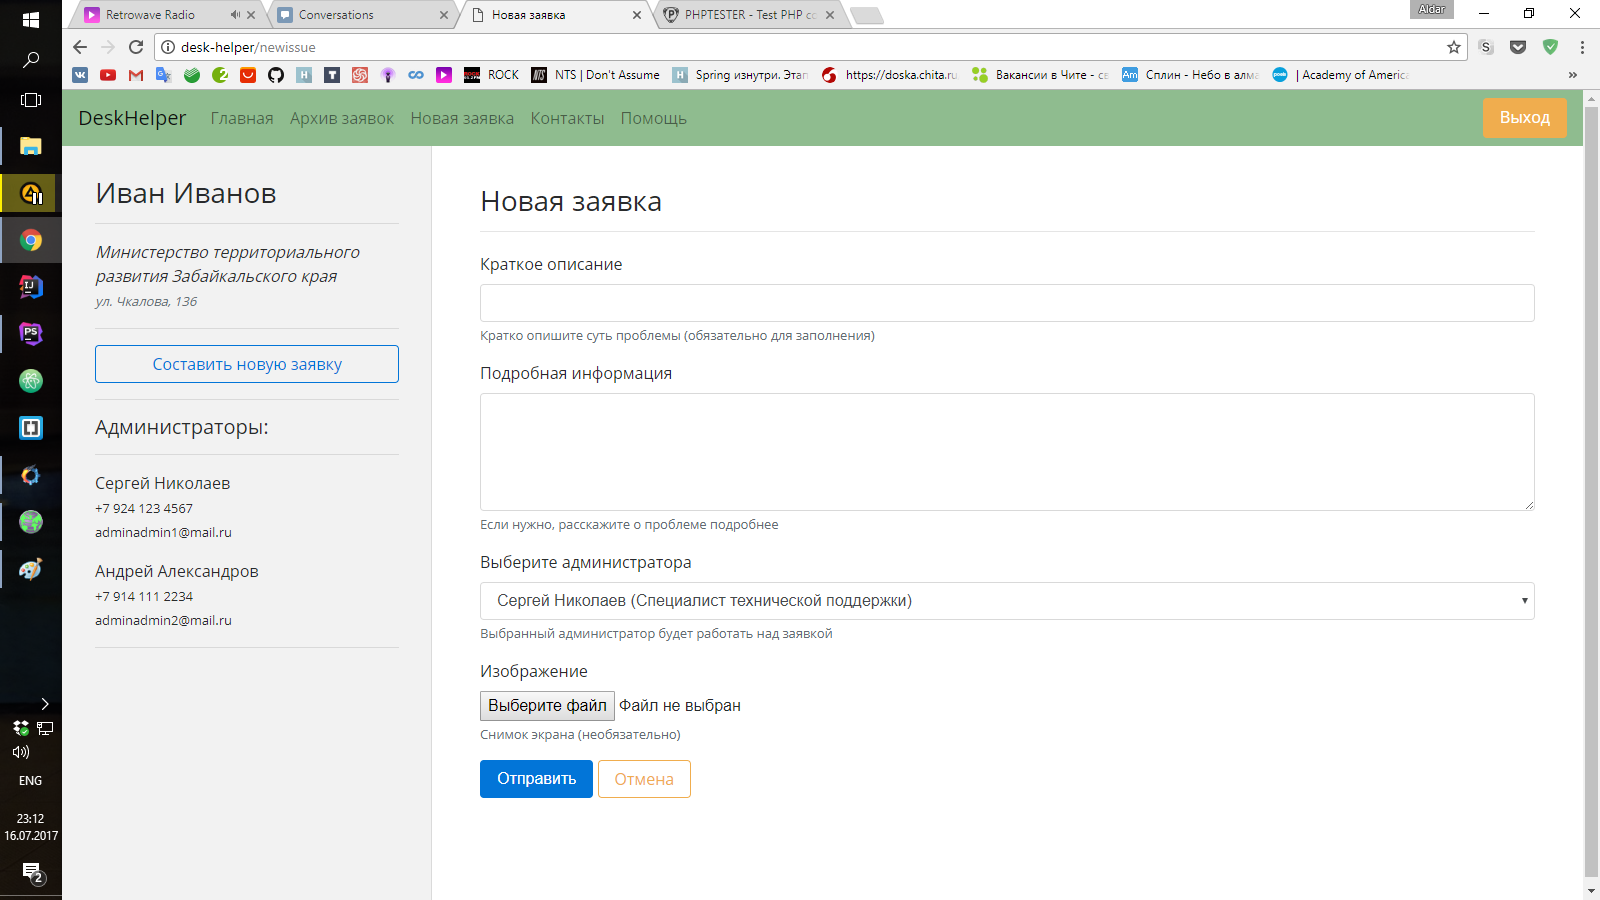 Retrowave Radio
Conversations
Новая заявка
PHPTESTER - Test PHP co
Aldar
desk-helper/newissue
ROCK
NTS | Don't Assume
Spring изнутри. Этап
https://doska.chita.ru
Вакансии в Чите - св
Сплин - Небо в алма
| Academy of America
DeskHelper
Главная
Архив заявок
Новая заявка
Контакты
Помощь
Выход
Иван Иванов
Министерство территориального
развития Забайкальского края
ул. Чкалова, 136
Составить новую заявку
Администраторы:
Сергей Николаев
+7 924 123 4567
adminadmin1@mail.ru
Андрей Александров
+7 914 111 2234
adminadmin2@mail.ru
Новая заявка
Краткое описание
Кратко опишите суть проблемы (обязательно для заполнения)
Подробная информация
Если нужно, расскажите о проблеме подробнее
Выберите администратора
Сергей Николаев (Специалист технической поддержки)
Выбранный администратор будет работать над заявкой
Изображение
Выберите файл Файл не выбран
Снимок экрана (необязательно)
Отправить
Отмена
ENG
23:12
16.07.2017
2